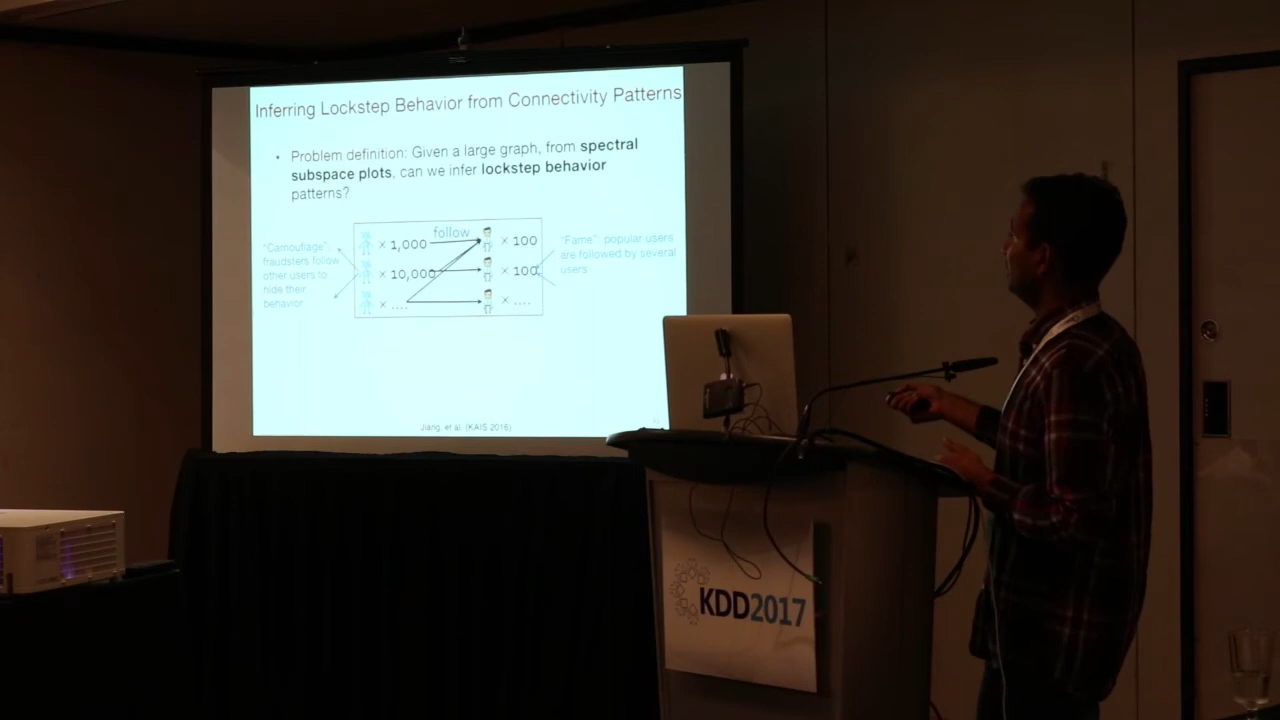 Inferring Lockstep Behavior from Connectivity Patterns
• Problem definition: Given a large graph, from spectral
subspace plots, can we infer lockstep behavior
patterns?
"Camouflage":
fraudsters follow
other users to
hide their
behavior
follow
× 1,000
× 10,000
× ....
× 100
× 100
× ....
"Fame": popular users
are followed by several
users
Jiang, et al. (KAIS 2016)
KDD2017